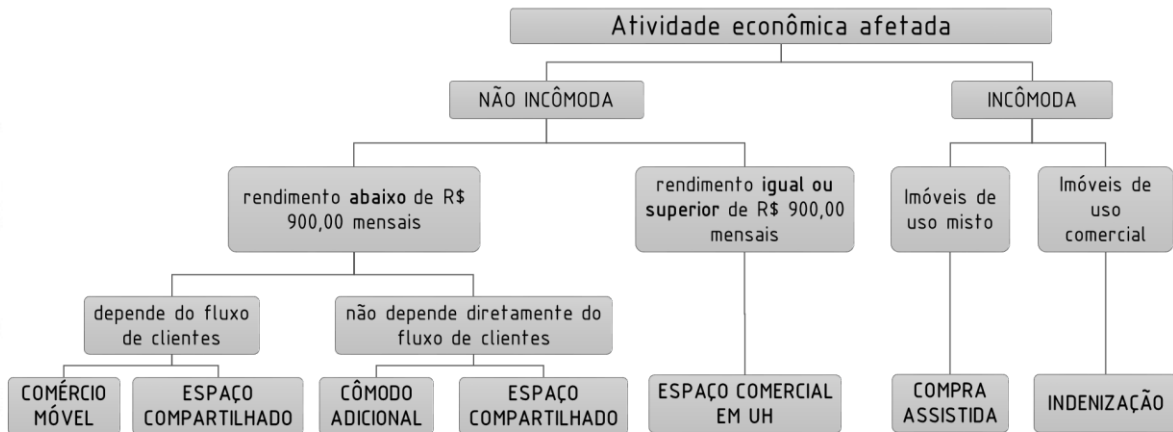 Atividade econômica afetada
NÃO INCÔMODA
INCÔMODA
rendimento abaixo de R$
900,00 mensais
rendimento igual ou
superior de R$ 900,00
mensais
Imóveis de
uso misto
Imóveis de
uso
comercial
depende do fluxo
de clientes
não depende diretamente do
fluxo de clientes
COMÉRCIO
MÓVEL
ESPAÇO
COMPARTILHADO
CÔMODO
ADICIONAL
ESPAÇO
COMPARTILHADO
ESPAÇO COMERCIAL
EM UH
COMPRA
ASSISTIDA
INDENIZAÇÃO